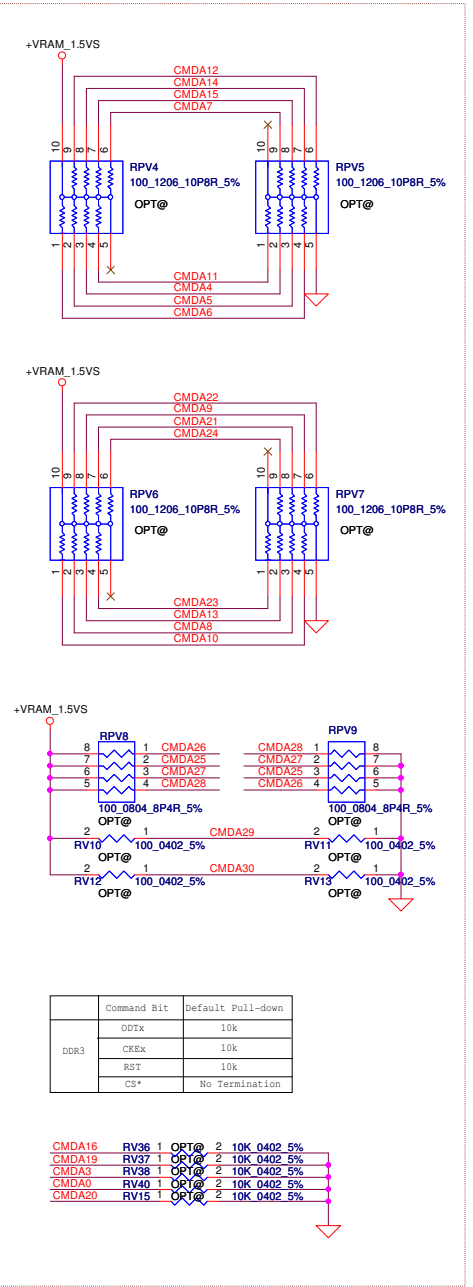 +VRAM_1.5VS
CMDA12
CMDA14
CMDA15
CMDA7
10 9 8 7 6
10 9 8 7 6
RPV4
100_1206_10P8R_5%
OPT@
RPV5
100_1206_10P8R_5%
OPT@
1 2 3 4 5
1 2 3 4 5
CMDA11
CMDA4
CMDA5
CMDA6
+VRAM_1.5VS
CMDA22
CMDA9
CMDA21
CMDA24
10 9 8 7 6
10 9 8 7 6
RPV6
100_1206_10P8R_5%
OPT@
RPV7
100_1206_10P8R_5%
OPT@
1 2 3 4 5
1 2 3 4 5
CMDA23
CMDA13
CMDA8
CMDA10
+VRAM_1.5VS
RPV8 RPV9
8 1 CMDA26 CMDA28 1 8
7 2 CMDA25 CMDA27 2 7
6 3 CMDA27 CMDA25 3 6
5 4 CMDA28 CMDA26 4 5
100_0804_8P4R_5% 100_0804_8P4R_5%
OPT@ OPT@
2 1 CMDA29 2 1
RV10 100_0402_5% RV11 100_0402_5%
OPT@ OPT@
2 1 CMDA30 2 1
RV12 100_0402_5% RV13 100_0402_5%
OPT@ OPT@
Command Bit Default Pull-down
DDR3
ODTx 10k
CKEx 10k
RST 10k
CS* No Termination
CMDA16 RV36 1 OPT@ 2 10K_0402_5%
CMDA19 RV37 1 OPT@ 2 10K_0402_5%
CMDA3 RV38 1 OPT@ 2 10K_0402_5%
CMDA0 RV40 1 OPT@ 2 10K_0402_5%
CMDA20 RV15 1 OPT@ 2 10K_0402_5%